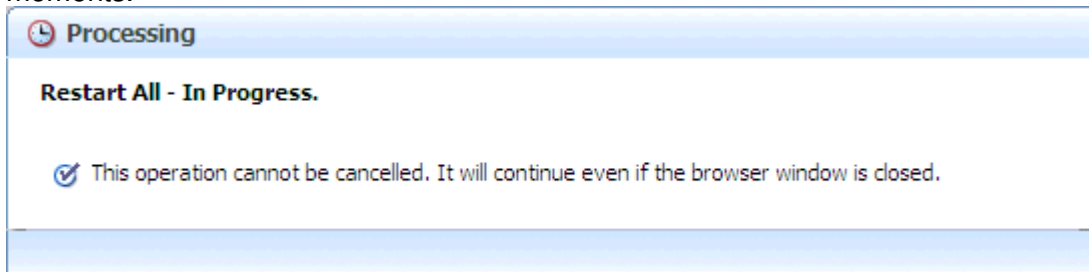 moments.
Processing
Restart All - In Progress.
This operation cannot be cancelled. It will continue even if the browser window is closed.